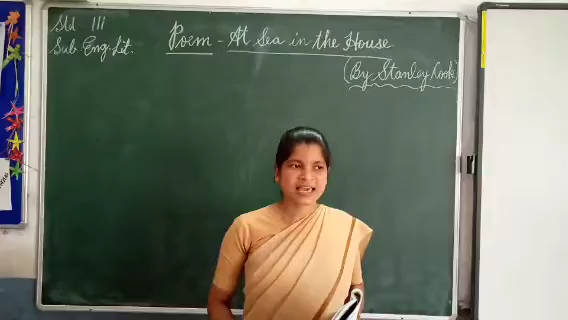 Std III
Sub Eng. Lit.
Poem - At Sea in the House
(By Stanley Cook)